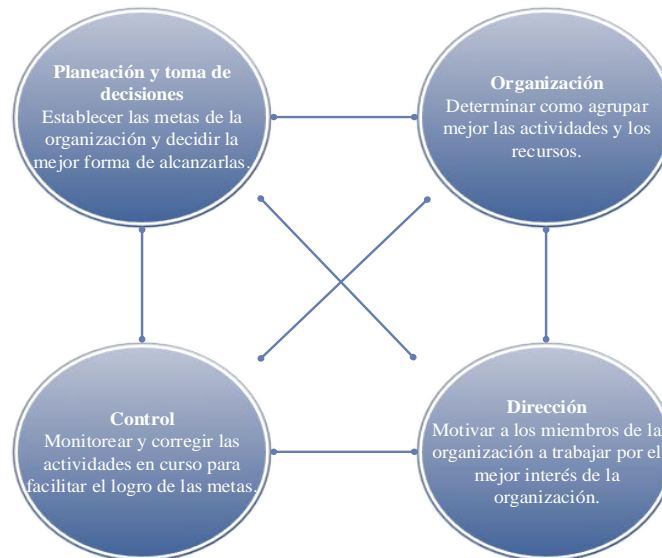 Planeación y toma de
decisiones
Establecer las metas de la
organización y decidir la
mejor forma de alcanzarlas.
Organización
Determinar como agrupar
mejor las actividades y los
recursos.
Control
Monitorear y corregir las
actividades en curso para
facilitar el logro de las metas.
Dirección
Motivar a los miembros de la
organización a trabajar por el
mejor interés de la
organización.